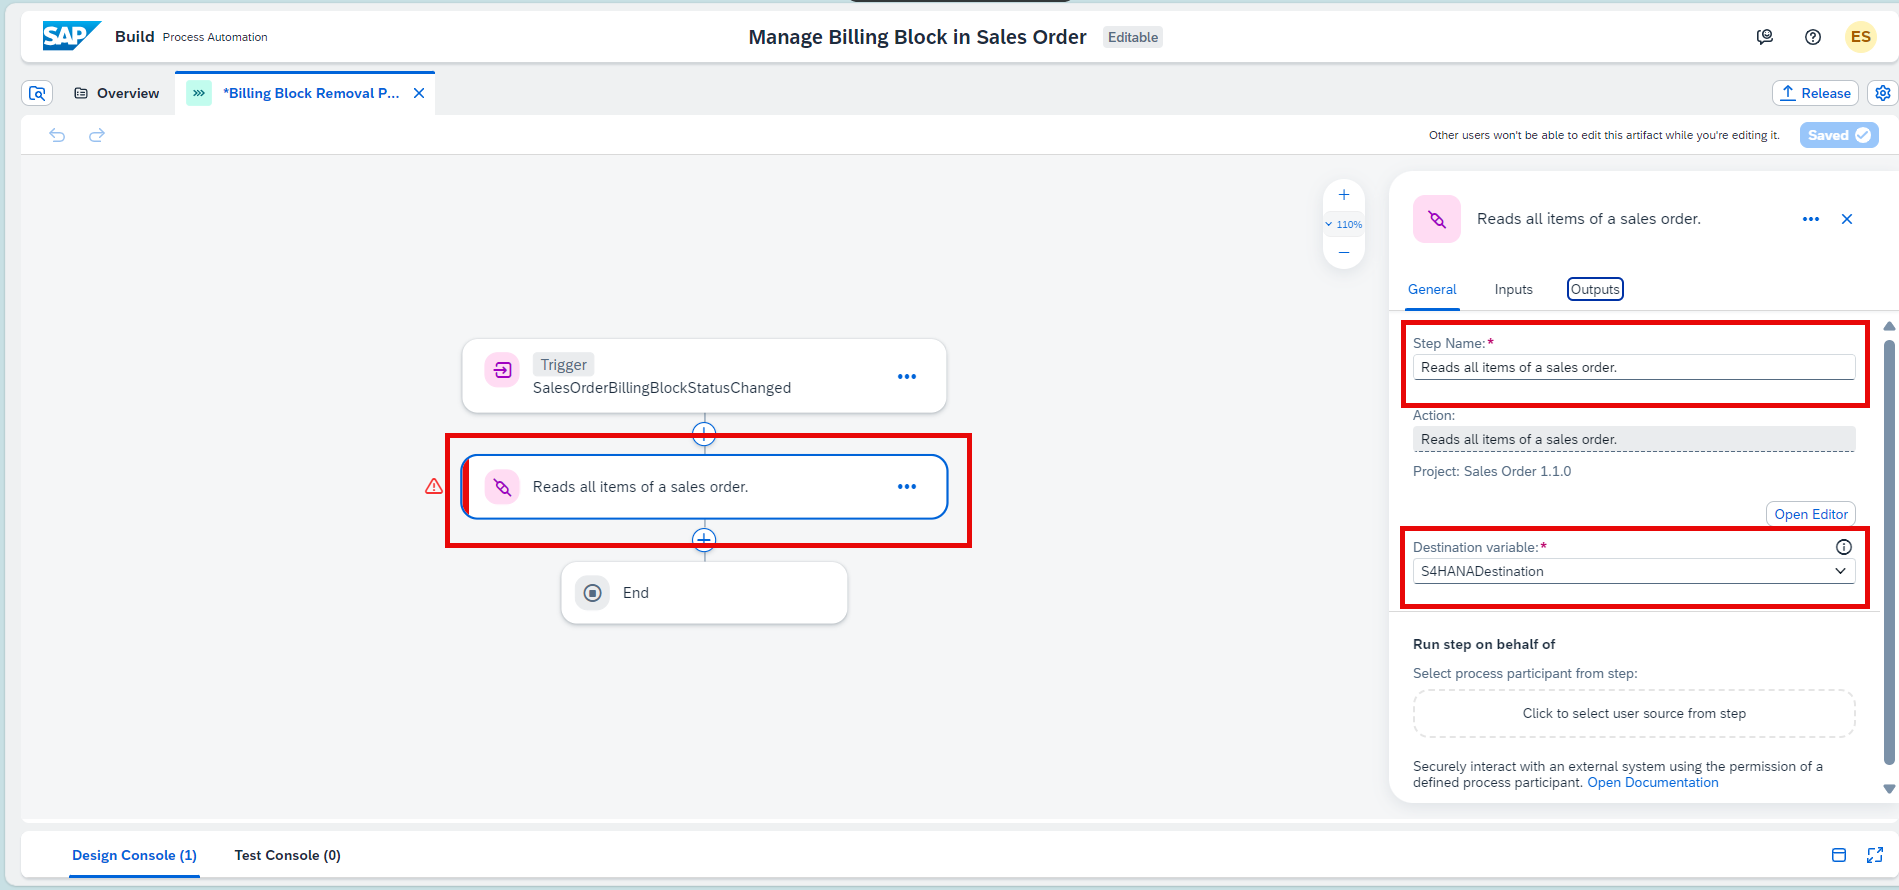 SAP Build Process Automation
Manage Billing Block in Sales Order Editable
ES
Overview
*Billing Block Removal P...
Release
Other users won't be able to edit this artifact while you're editing it.
Saved
110%
Trigger
SalesOrderBillingBlockStatusChanged
Reads all items of a sales order.
End
Reads all items of a sales order.
General Inputs Outputs
Step Name:*
Reads all items of a sales order.
Action:
Reads all items of a sales order.
Project: Sales Order 1.1.0
Open Editor
Destination variable:*
S4HANADestination
Run step on behalf of
Select process participant from step:
Click to select user source from step
Securely interact with an external system using the permission of a
defined process participant. Open Documentation
Design Console (1) Test Console (0)